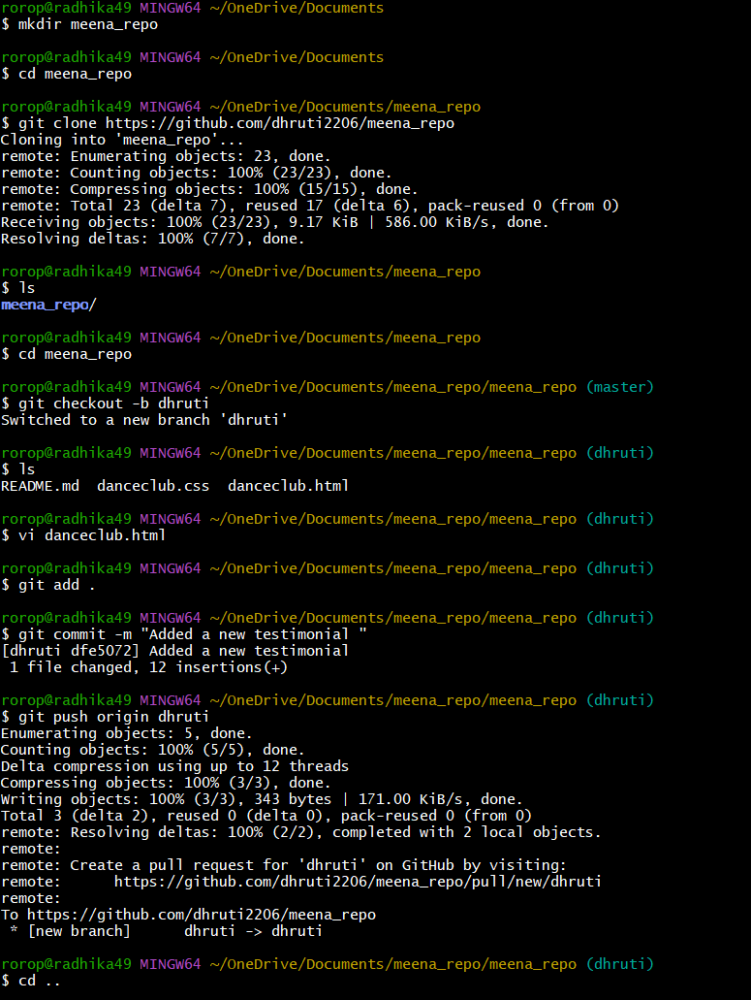 rorop@radhika49 MINGW64 ~/OneDrive/Documents
$ mkdir meena_repo
rorop@radhika49 MINGW64 ~/OneDrive/Documents
$ cd meena_repo
rorop@radhika49 MINGW64 ~/OneDrive/Documents/meena_repo
$ git clone https://github.com/dhruti2206/meena_repo
Cloning into 'meena_repo'...
remote: Enumerating objects: 23, done.
remote: Counting objects: 100% (23/23), done.
remote: Compressing objects: 100% (15/15), done.
remote: Total 23 (delta 7), reused 17 (delta 6), pack-reused 0 (from 0)
Receiving objects: 100% (23/23), 9.17 KiB | 586.00 KiB/s, done.
Resolving deltas: 100% (7/7), done.
rorop@radhika49 MINGW64 ~/OneDrive/Documents/meena_repo
$ ls
meena_repo/
rorop@radhika49 MINGW64 ~/OneDrive/Documents/meena_repo
$ cd meena_repo
rorop@radhika49 MINGW64 ~/OneDrive/Documents/meena_repo/meena_repo (master)
$ git checkout -b dhruti
Switched to a new branch 'dhruti'
rorop@radhika49 MINGW64 ~/OneDrive/Documents/meena_repo/meena_repo (dhruti)
$ ls
README.md  danceclub.css  danceclub.html
rorop@radhika49 MINGW64 ~/OneDrive/Documents/meena_repo/meena_repo (dhruti)
$ vi danceclub.html
rorop@radhika49 MINGW64 ~/OneDrive/Documents/meena_repo/meena_repo (dhruti)
$ git add .
rorop@radhika49 MINGW64 ~/OneDrive/Documents/meena_repo/meena_repo (dhruti)
$ git commit -m "Added a new testimonial "
[dhruti dfe5072] Added a new testimonial
 1 file changed, 12 insertions(+)
rorop@radhika49 MINGW64 ~/OneDrive/Documents/meena_repo/meena_repo (dhruti)
$ git push origin dhruti
Enumerating objects: 5, done.
Counting objects: 100% (5/5), done.
Delta compression using up to 12 threads
Compressing objects: 100% (3/3), done.
Writing objects: 100% (3/3), 343 bytes | 171.00 KiB/s, done.
Total 3 (delta 2), reused 0 (delta 0), pack-reused 0 (from 0)
remote: Resolving deltas: 100% (2/2), completed with 2 local objects.
remote:
remote: Create a pull request for 'dhruti' on GitHub by visiting:
remote:      https://github.com/dhruti2206/meena_repo/pull/new/dhruti
remote:
To https://github.com/dhruti2206/meena_repo
 * [new branch]      dhruti -> dhruti
rorop@radhika49 MINGW64 ~/OneDrive/Documents/meena_repo/meena_repo (dhruti)
$ cd ..